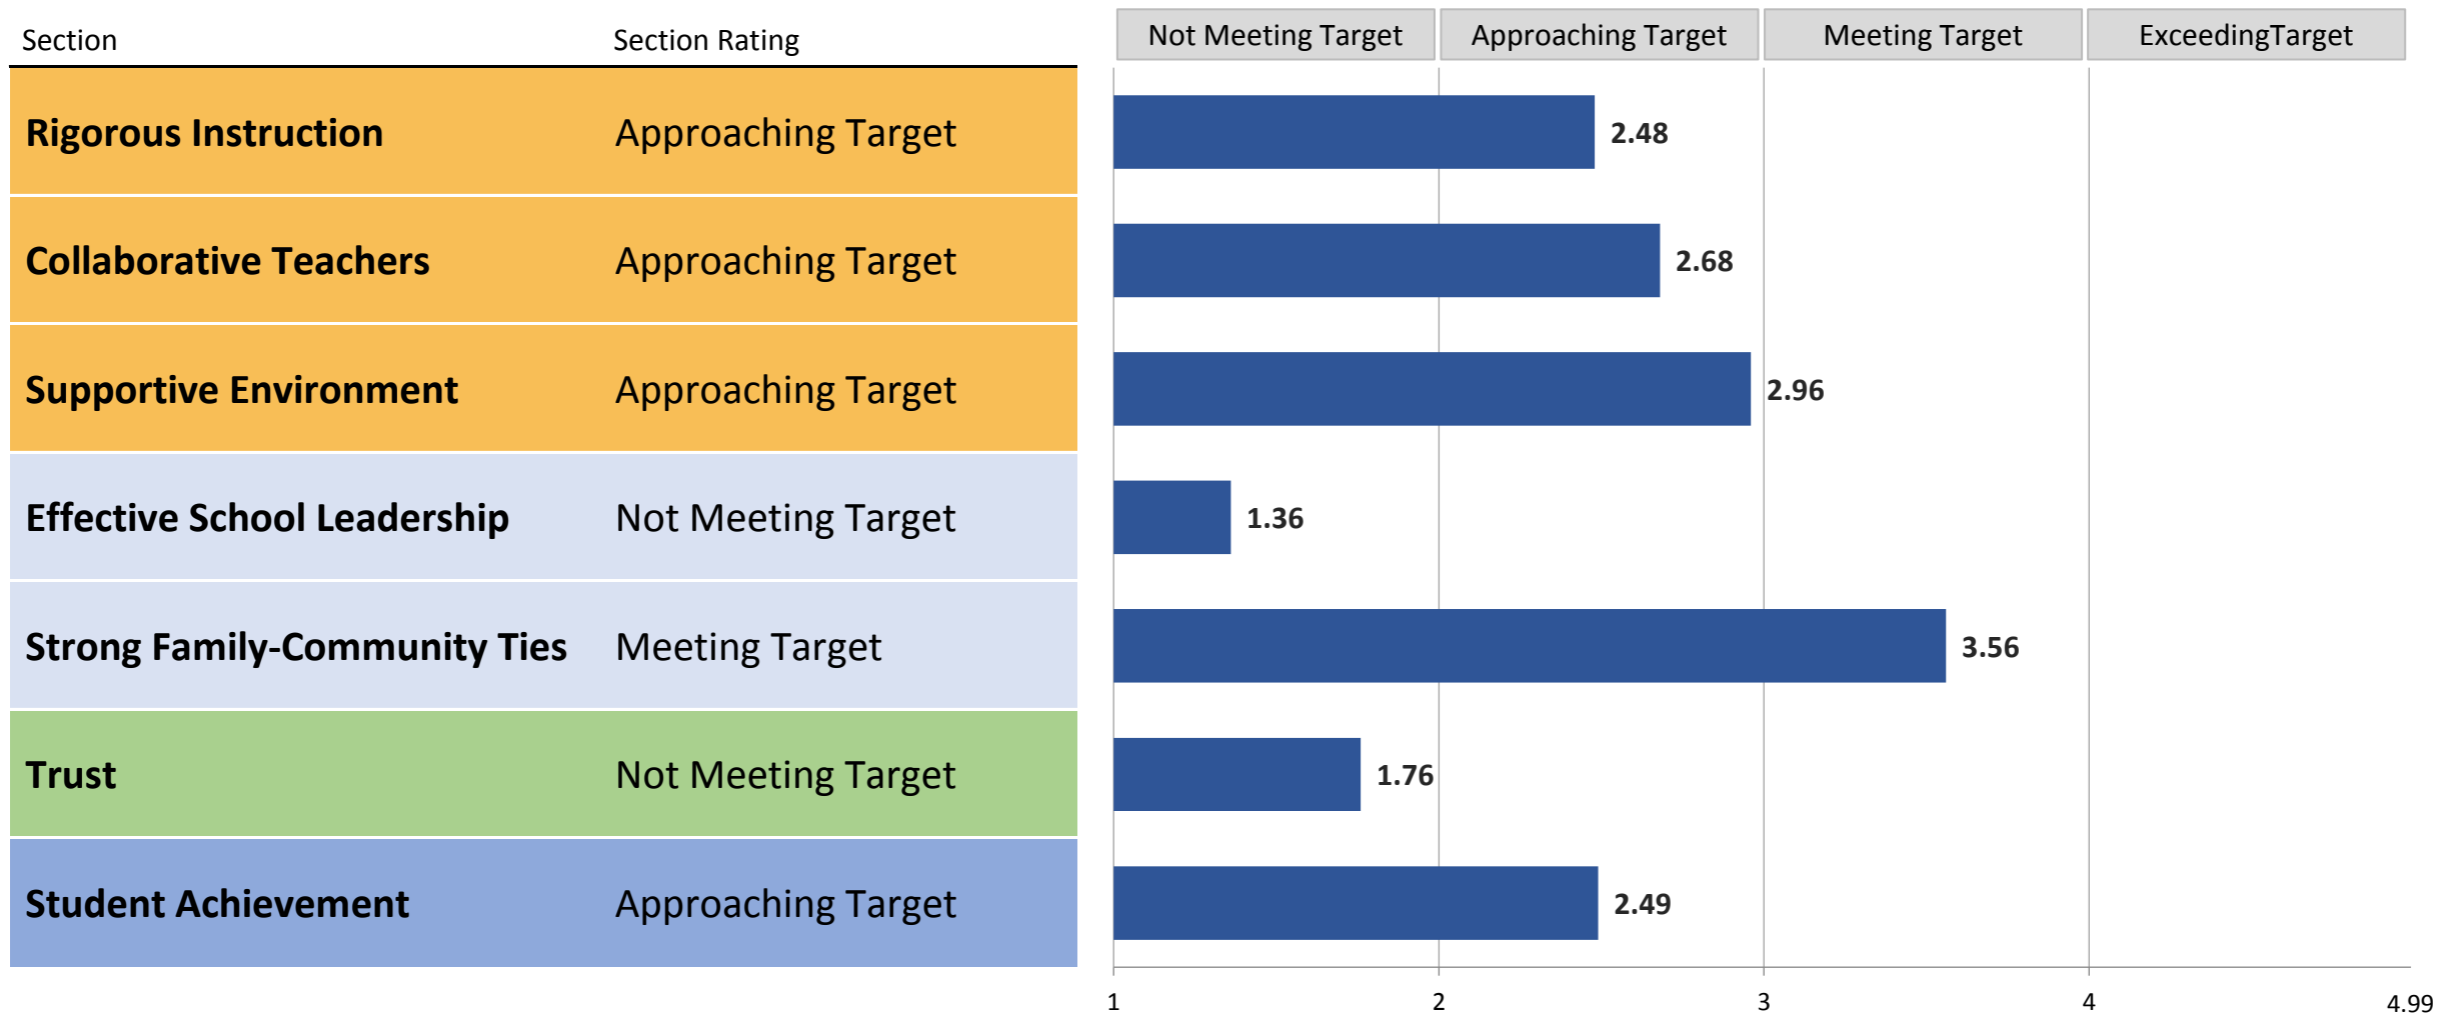 Section Section Rating Not Meeting Target Approaching Target Meeting Target ExceedingTarget
Rigorous Instruction Approaching Target 2.48
Collaborative Teachers Approaching Target 2.68
Supportive Environment Approaching Target 2.96
Effective School Leadership Not Meeting Target 1.36
Strong Family-Community Ties Meeting Target 3.56
Trust Not Meeting Target 1.76
Student Achievement Approaching Target 2.49
1 2 3 4 4.99